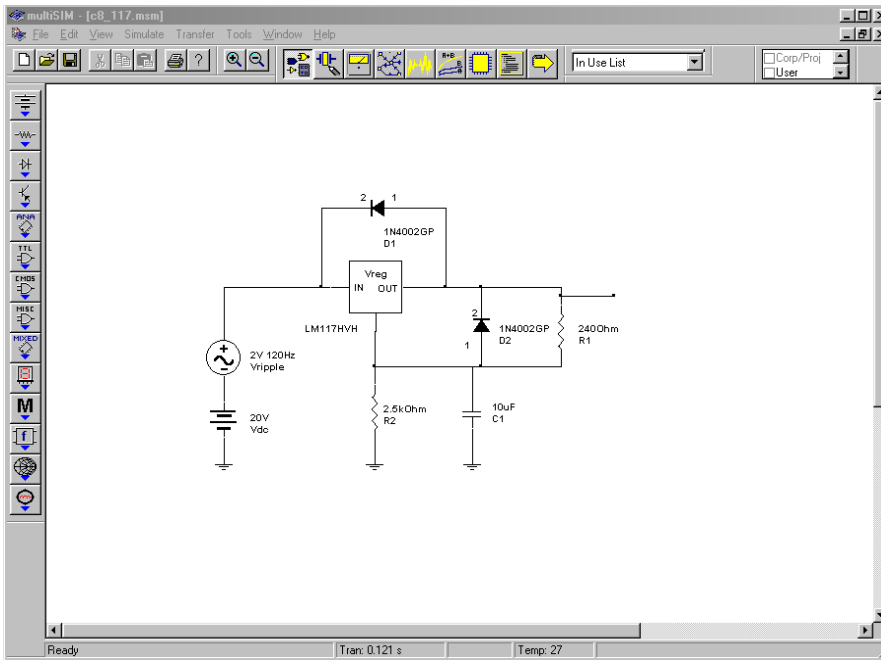 multiSIM - [c8_117.msm]
File Edit View Simulate Transfer Tools Window Help
In Use List
Corp/Proj
User
ANA
TTL
CMOS
MISC
MIXED
M
f
2 1
1N4002GP
D1
Vreg
IN OUT
LM117HVH
2
1
1N4002GP
D2
240Ohm
R1
2V 120Hz
Vripple
20V
Vdc
2.5kOhm
R2
10uF
C1
Ready Tran: 0.121 s Temp: 27